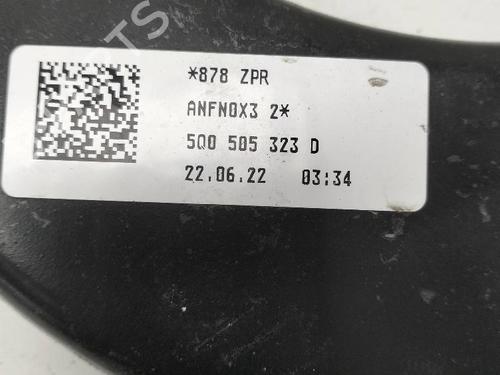 *878 ZPR
ANFN0X3 2*
5Q0 505 323 D
22.06.22 03:34